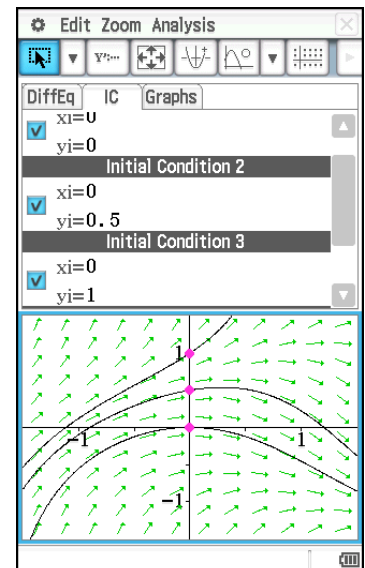 Edit Zoom Analysis
DiffEq IC Graphs
xi=0
yi=0
Initial Condition 2
xi=0
yi=0.5
Initial Condition 3
xi=0
yi=1
1
-1 1
-1